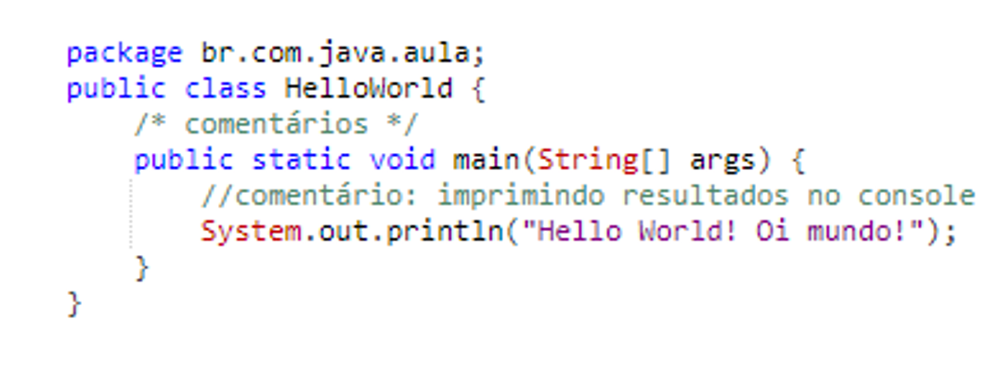 package br.com.java.aula;
public class HelloWorld {
/* comentários */
public static void main(String[] args) {
//comentário: imprimindo resultados no console
System.out.println("Hello World! Oi mundo!");
}
}